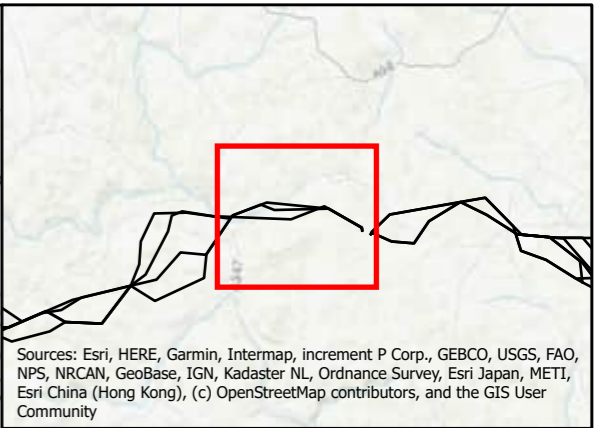 A68
Sources: Esri, HERE, Garmin, Intermap, increment P Corp., GEBCO, USGS, FAO,
NPS, NRCAN, GeoBase, IGN, Kadaster NL, Ordnance Survey, Esri Japan, METI,
Esri China (Hong Kong), (c) OpenStreetMap contributors, and the GIS User
Community